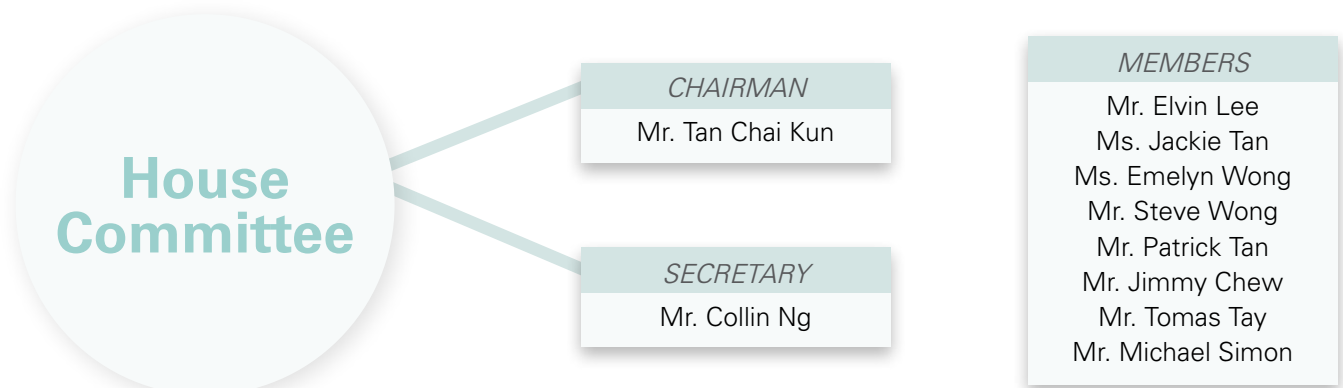 House
Committee
CHAIRMAN
Mr. Tan Chai Kun
SECRETARY
Mr. Collin Ng
MEMBERS
Mr. Elvin Lee
Ms. Jackie Tan
Ms. Emelyn Wong
Mr. Steve Wong
Mr. Patrick Tan
Mr. Jimmy Chew
Mr. Tomas Tay
Mr. Michael Simon